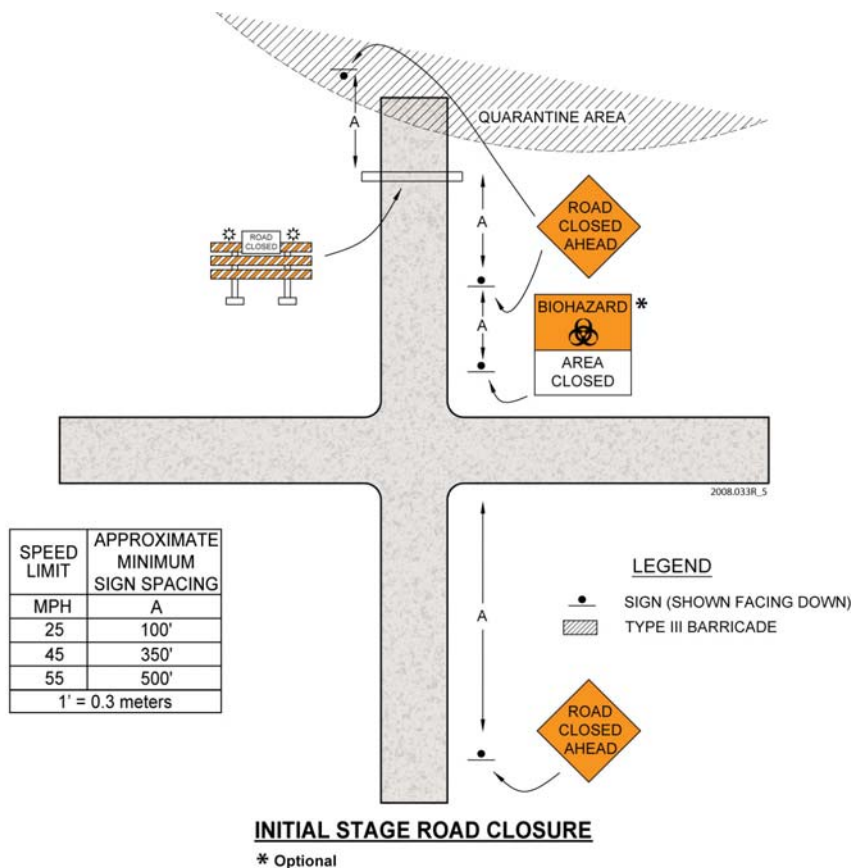 QUARANTINE AREA
A
A
ROAD
CLOSED
ROAD
CLOSED
AHEAD
BIOHAZARD *
AREA
CLOSED
A
2008.033R_5
SPEED
LIMIT
APPROXIMATE
MINIMUM
SIGN SPACING
MPH A
25 100'
45 350'
55 500'
1' = 0.3 meters
A
LEGEND
SIGN (SHOWN FACING DOWN)
TYPE III BARRICADE
ROAD
CLOSED
AHEAD
INITIAL STAGE ROAD CLOSURE
* Optional